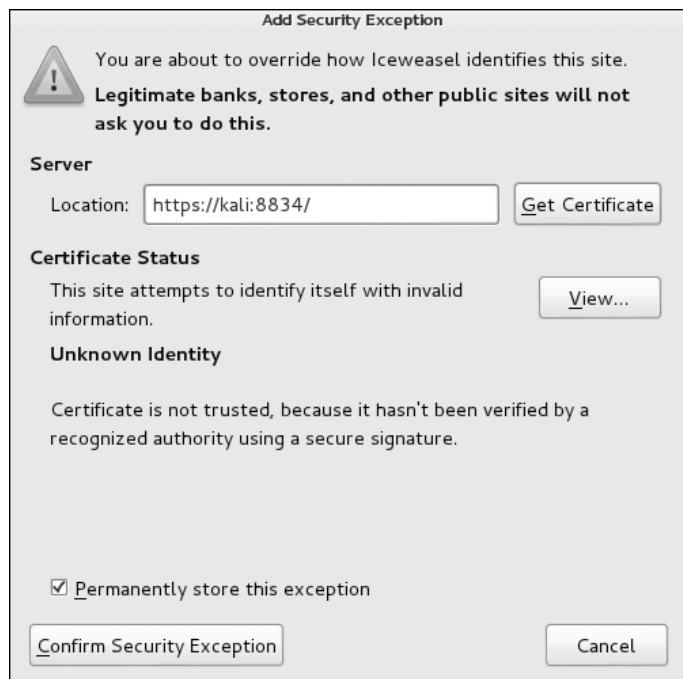 Add Security Exception
You are about to override how Iceweasel identifies this site.
Legitimate banks, stores, and other public sites will not
ask you to do this.
Server
Location: https://kali:8834/ Get Certificate
Certificate Status
This site attempts to identify itself with invalid
information.
View...
Unknown Identity
Certificate is not trusted, because it hasn't been verified by a
recognized authority using a secure signature.
Permanently store this exception
Confirm Security Exception Cancel